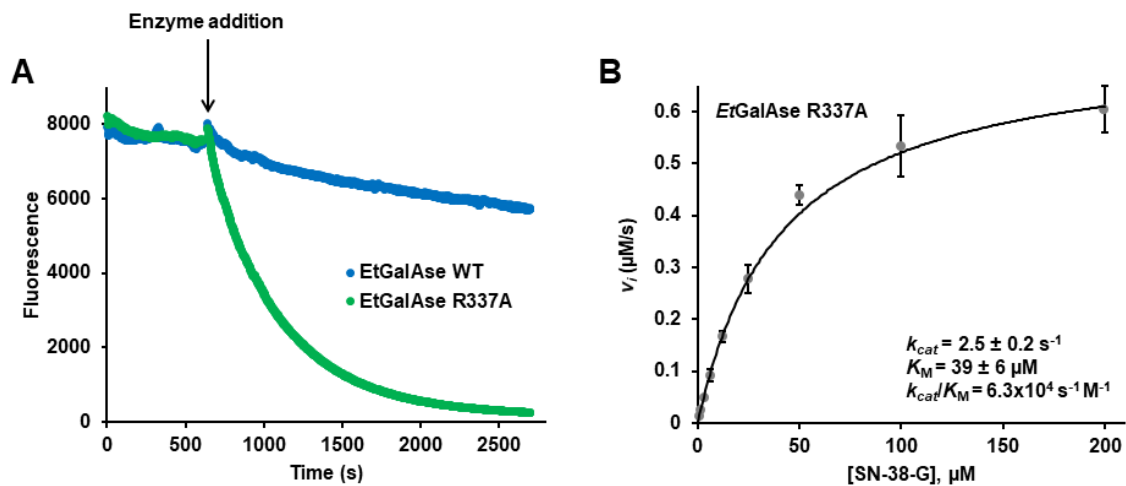 Enzyme addition
A
8000
6000
4000
2000
0
Fluorescence
EtGalAse WT
EtGalAse R337A
0 500 1000 1500 2000 2500
Time (s)
B
EtGalAse R337A
0.6
0.5
0.4
0.3
0.2
0.1
0
vi (µM/s)
kcat = 2.5 ± 0.2 s-1
KM = 39 ± 6 µM
kcat/KM = 6.3x10⁴ s-1 M-1
0 50 100 150 200
[SN-38-G], µM